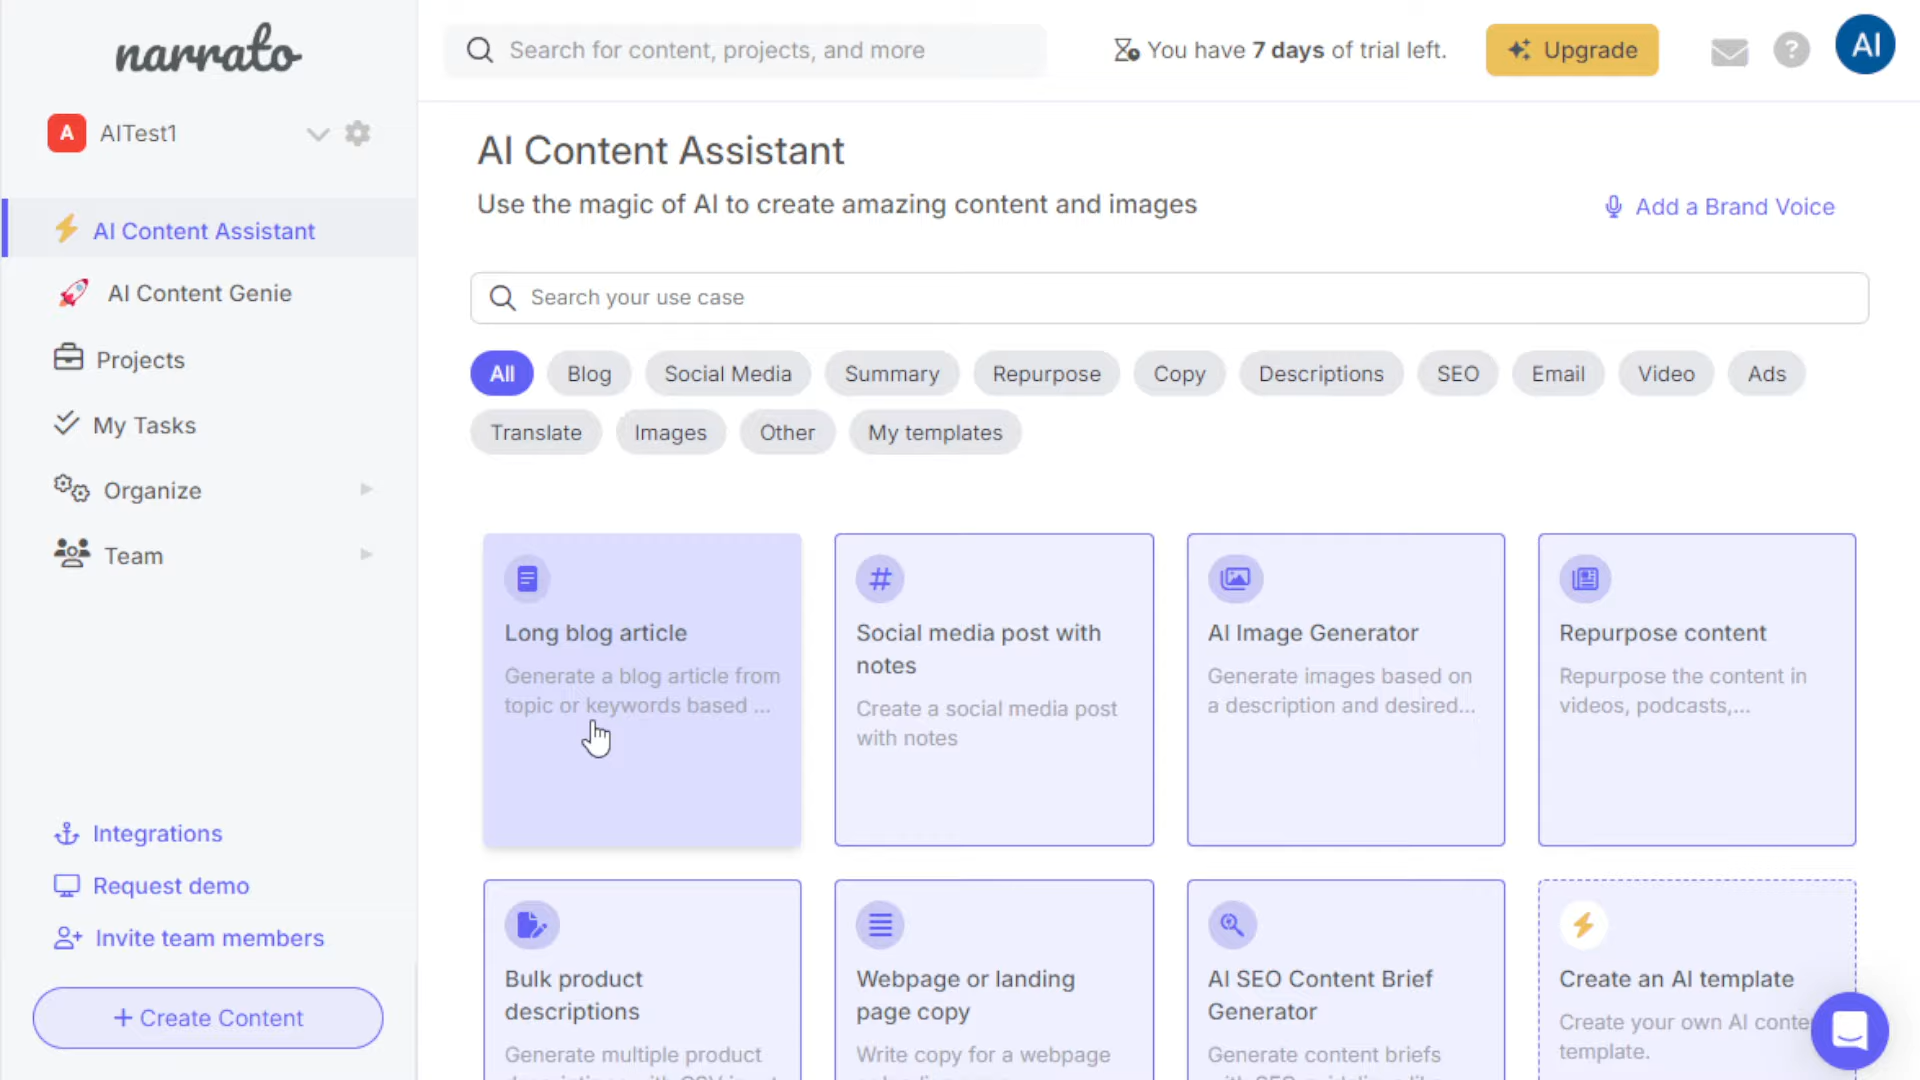 narrato
Search for content, projects, and more
You have 7 days of trial left.
Upgrade
?
AI
A
AITest1
AI Content Assistant
AI Content Genie
Projects
My Tasks
Organize
Team
Integrations
Request demo
Invite team members
+ Create Content
AI Content Assistant
Use the magic of AI to create amazing content and images
Add a Brand Voice
Search your use case
All Blog Social Media Summary Repurpose Copy Descriptions SEO Email Video Ads
Translate Images Other My templates
Long blog article
Generate a blog article from
topic or keywords based ...
Social media post with
notes
Create a social media post
with notes
AI Image Generator
Generate images based on
a description and desired...
Repurpose content
Repurpose the content in
videos, podcasts,...
Bulk product
descriptions
Generate multiple product
Webpage or landing
page copy
Write copy for a webpage
AI SEO Content Brief
Generator
Generate content briefs
Create an AI template
Create your own AI conte
template.